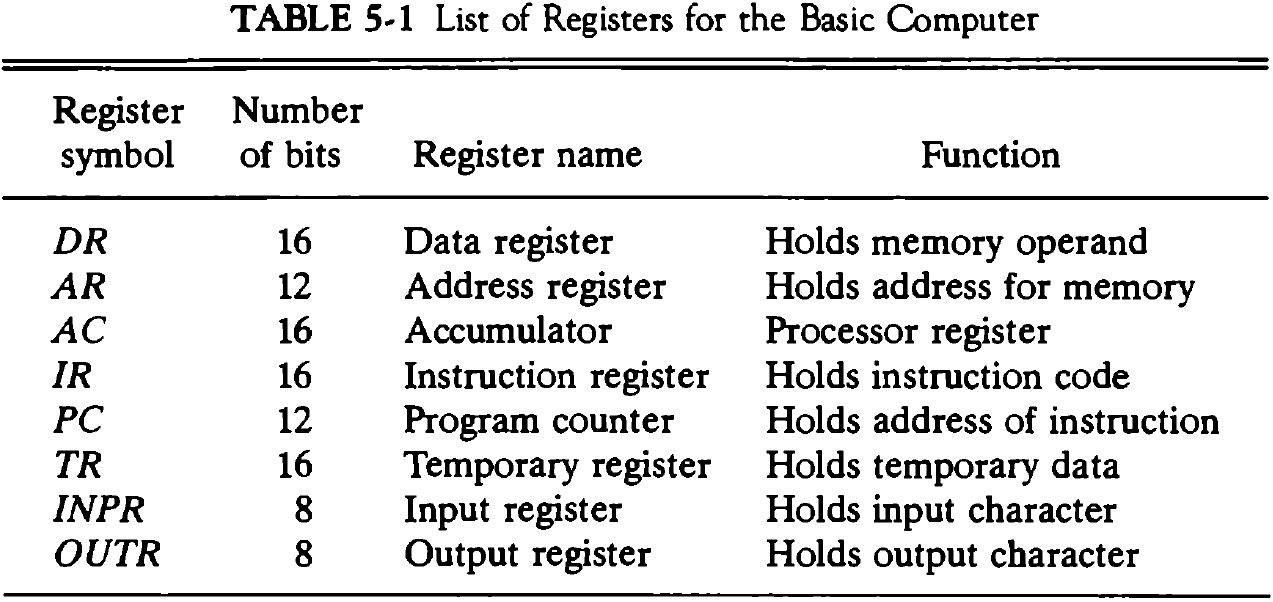 TABLE 5-1 List of Registers for the Basic Computer
Register symbol Number of bits Register name Function
DR 16 Data register Holds memory operand
AR 12 Address register Holds address for memory
AC 16 Accumulator Processor register
IR 16 Instruction register Holds instruction code
PC 12 Program counter Holds address of instruction
TR 16 Temporary register Holds temporary data
INPR 8 Input register Holds input character
OUTR 8 Output register Holds output character